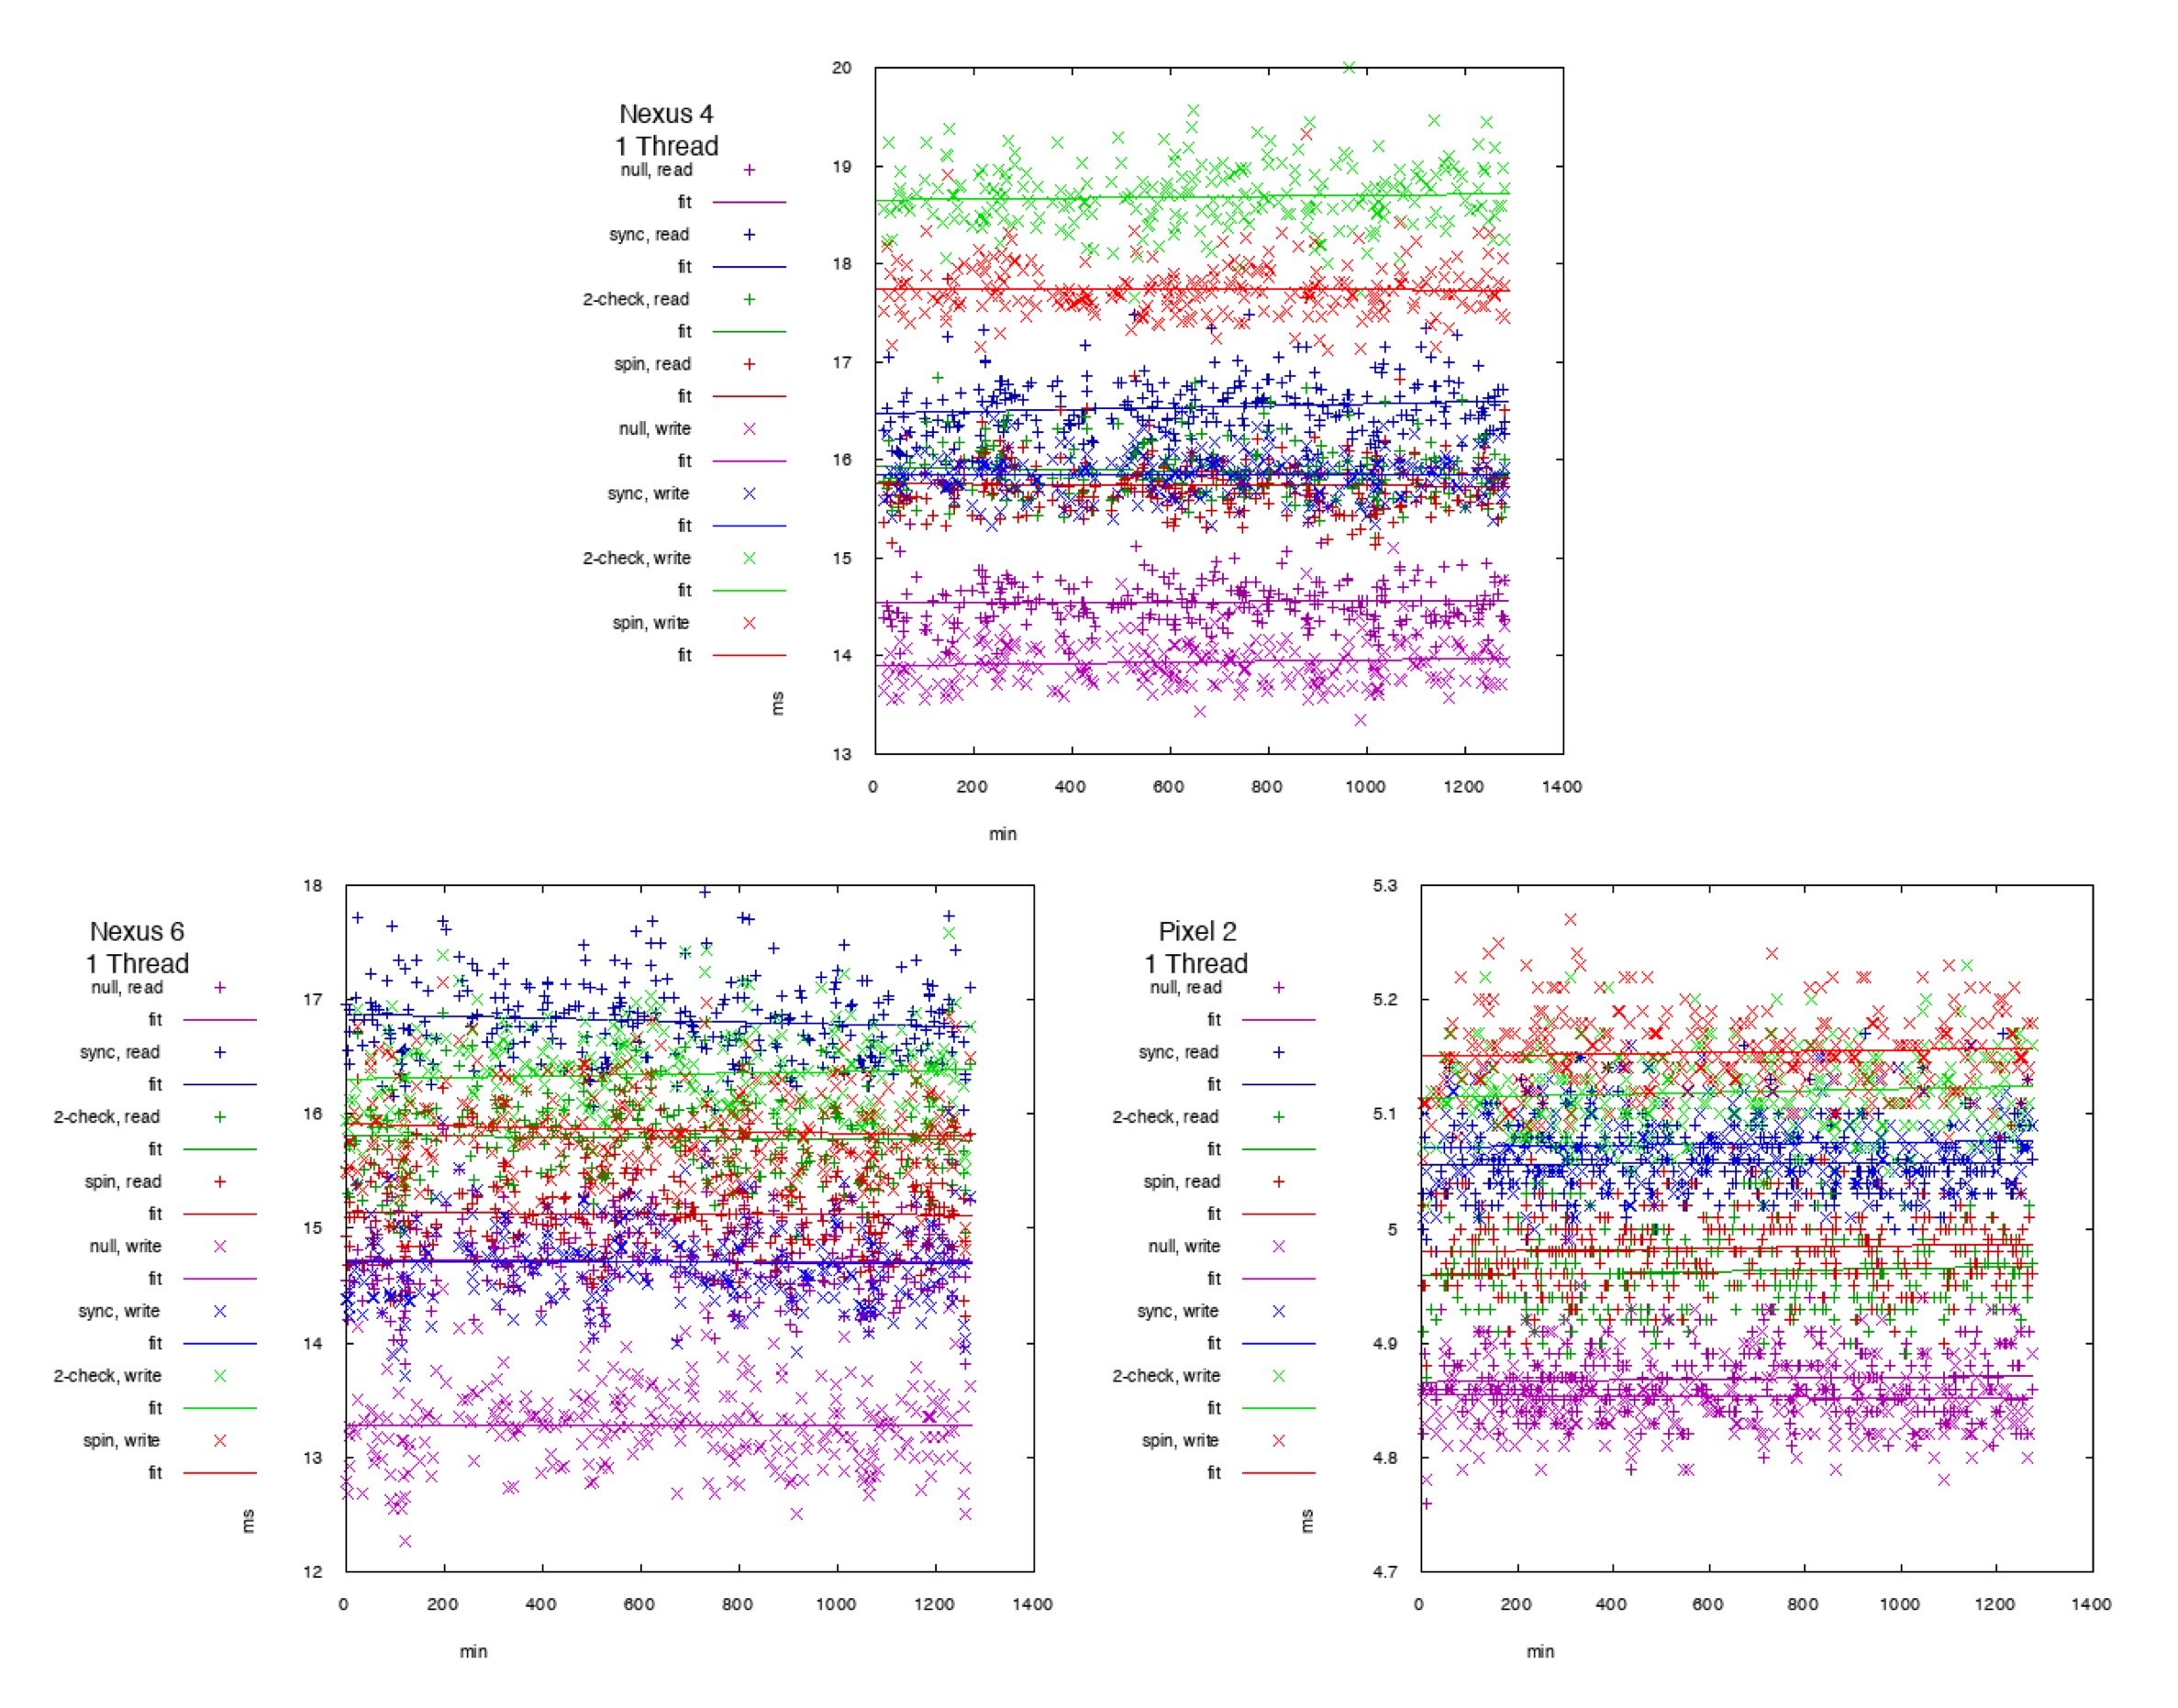 Nexus 4
1 Thread
null, read
fit
sync, read
fit
2-check, read
fit
spin, read
fit
null, write
fit
sync, write
fit
2-check, write
fit
spin, write
fit
ms
20
19
18
17
16
15
14
13
0 200 400 600 800 1000 1200 1400
min
Nexus 6
1 Thread
null, read
fit
sync, read
fit
2-check, read
fit
spin, read
fit
null, write
fit
sync, write
fit
2-check, write
fit
spin, write
fit
ms
18
17
16
15
14
13
12
0 200 400 600 800 1000 1200 1400
min
Pixel 2
1 Thread
null, read
fit
sync, read
fit
2-check, read
fit
spin, read
fit
null, write
fit
sync, write
fit
2-check, write
fit
spin, write
fit
ms
5.3
5.2
5.1
5
4.9
4.8
4.7
0 200 400 600 800 1000 1200 1400
min